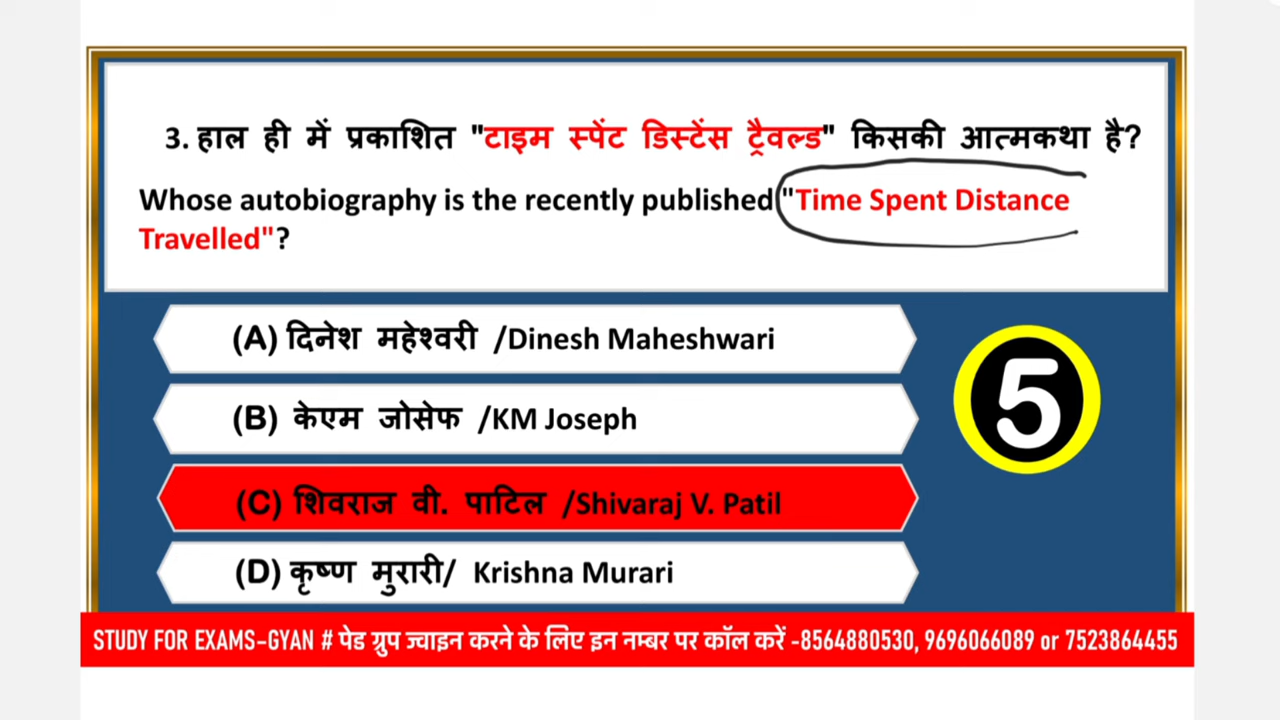 3. हाल ही में प्रकाशित "टाइम स्पेंट डिस्टेंस ट्रैवल्ड" किसकी आत्मकथा है?
Whose autobiography is the recently published "Time Spent Distance
Travelled"?
(A) दिनेश महेश्वरी /Dinesh Maheshwari
(B) केएम जोसेफ /KM Joseph
5
(C) शिवराज वी. पाटिल /Shivaraj V. Patil
(D) कृष्ण मुरारी/ Krishna Murari
STUDY FOR EXAMS-GYAN # पेड ग्रुप ज्वाइन करने के लिए इन नम्बर पर कॉल करें -8564880530, 9696066089 or 7523864455